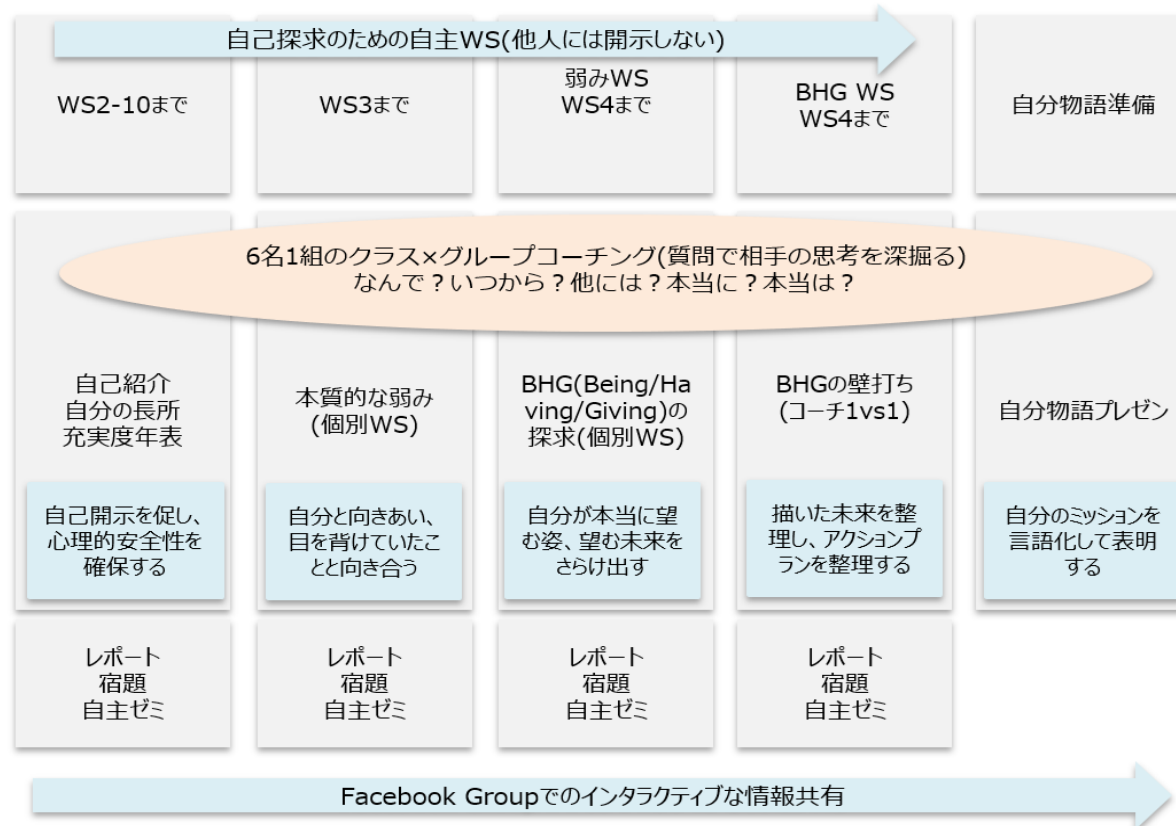 自己探求のための自主WS(他人には開示しない)
WS2-10まで
WS3まで
弱みWS
WS4まで
BHG WS
WS4まで
自分物語準備
6名1組のクラス×グループコーチング(質問で相手の思考を深掘る)
なんで？いつから？他には？本当に？本当は？
自己紹介
自分の長所
充実度年表
本質的な弱み
(個別WS)
BHG(Being/Ha
ving/Giving)の
探求(個別WS)
BHGの壁打ち
(コーチ1vs1)
自分物語プレゼン
自己開示を促し、
心理的安全性を
確保する
自分と向きあい、
目を背けていたこ
とと向き合う
自分が本当に望
む姿、望む未来を
さらけ出す
描いた未来を整
理し、アクションプ
ランを整理する
自分のミッションを
言語化して表明
する
レポート
宿題
自主ゼミ
レポート
宿題
自主ゼミ
レポート
宿題
自主ゼミ
レポート
宿題
自主ゼミ
Facebook Groupでのインタラクティブな情報共有